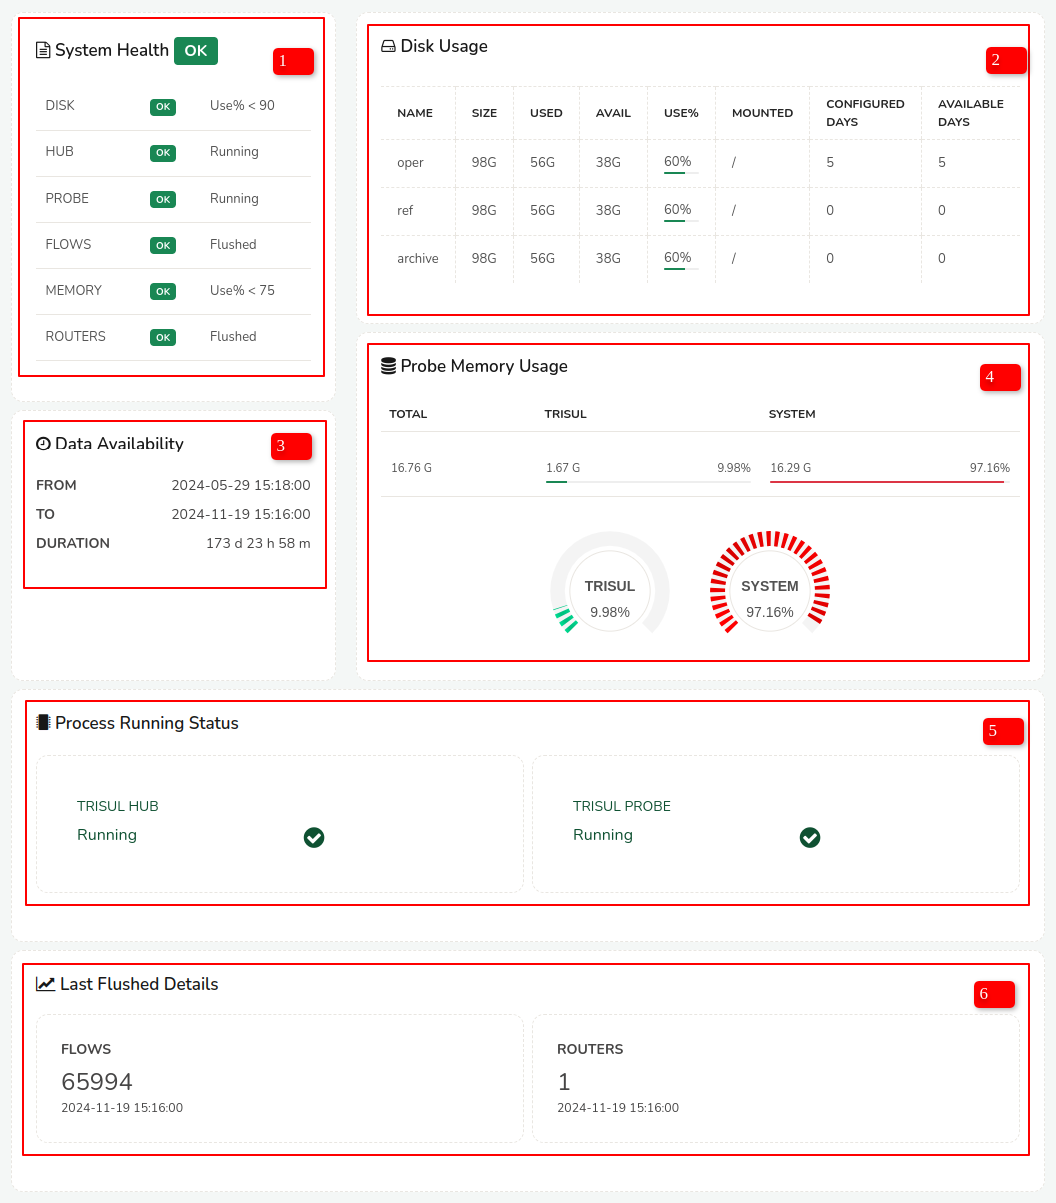 System Health OK
1
DISK OK Use% < 90
HUB OK Running
PROBE OK Running
FLOWS OK Flushed
MEMORY OK Use% < 75
ROUTERS OK Flushed
Disk Usage
2
NAME SIZE USED AVAIL USE% MOUNTED CONFIGURED DAYS AVAILABLE DAYS
oper 98G 56G 38G 60% / 5 5
ref 98G 56G 38G 60% / 0 0
archive 98G 56G 38G 60% / 0 0
Data Availability
3
FROM 2024-05-29 15:18:00
TO 2024-11-19 15:16:00
DURATION 173 d 23 h 58 m
Probe Memory Usage
4
TOTAL TRISUL SYSTEM
16.76 G 1.67 G 9.98% 16.29 G 97.16%
TRISUL
9.98%
SYSTEM
97.16%
Process Running Status
5
TRISUL HUB
Running
TRISUL PROBE
Running
Last Flushed Details
6
FLOWS
65994
2024-11-19 15:16:00
ROUTERS
1
2024-11-19 15:16:00